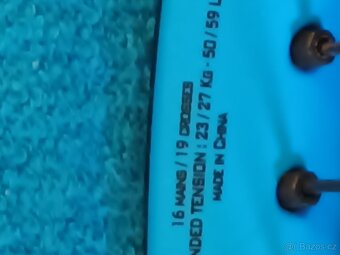 16 MAINS / 19 CROSSES
NDED TENSION : 23 / 27 Kg - 50 / 59 L
MADE IN CHINA
© Bazos.cz